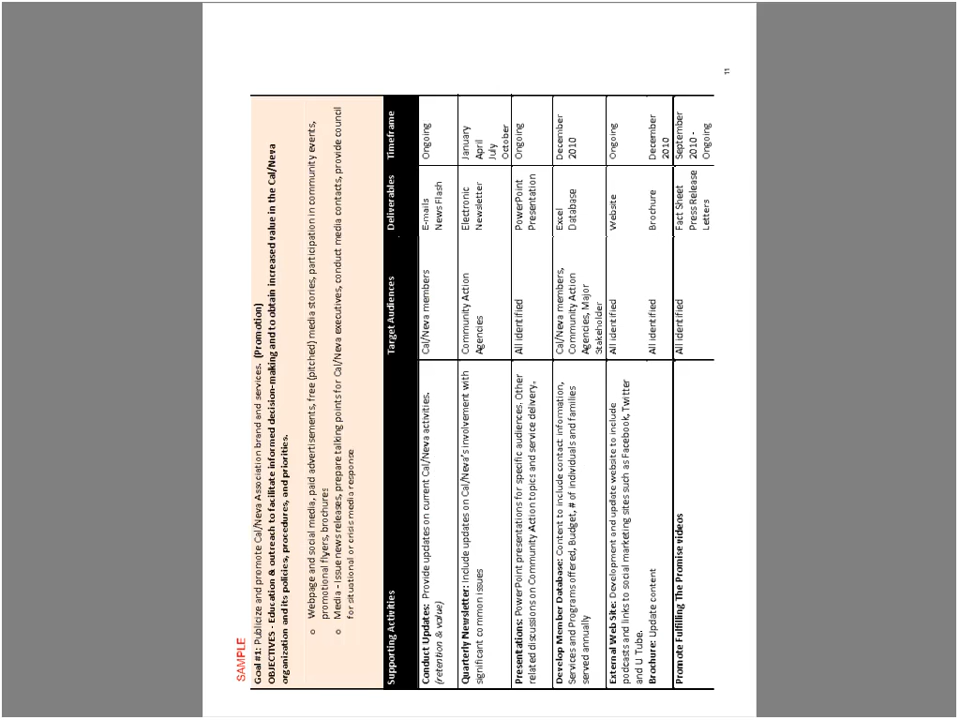 SAMPLE
Goal #1: Publicize and promote Cal/Neva Association brand and services. (Promotion)
OBJECTIVES - Education & outreach to facilitate informed decision-making and to obtain increased value in the Cal/Neva
organization and its policies, procedures, and priorities.
o Webpage and social media, paid advertisements, free (pitched) media stories, participation in community events,
promotional flyers, brochures
o Media - Issue news releases, prepare talking points for Cal/Neva executives, conduct media contacts, provide council
for situational or crisis media response
Supporting Activities Target Audiences Deliverables Timeframe
Conduct Updates: Provide updates on current Cal/Neva activities. Cal/Neva members E-mails Ongoing
(retention & value) News Flash
Quarterly Newsletter: Include updates on Cal/Neva's involvement with Community Action Electronic January
significant common issues Agencies Newsletter April
July
October
Presentations: PowerPoint presentations for specific audiences. Other All identified PowerPoint Ongoing
related discussions on Community Action topics and service delivery. Presentation
Develop Member Database: Content to include contact information, Cal/Neva members, Excel December
Services and Programs offered, Budget, # of individuals and families Community Action Database 2010
served annually Agencies, Major
Stakeholder
External Web Site: Development and update website to include All identified Website Ongoing
podcasts and links to social marketing sites such as Facebook, Twitter
and U Tube.
Brochure: Update content All identified Brochure December
2010
Promote Fulfilling The Promise videos All identified Fact Sheet September
Press Release 2010 -
Letters Ongoing
11